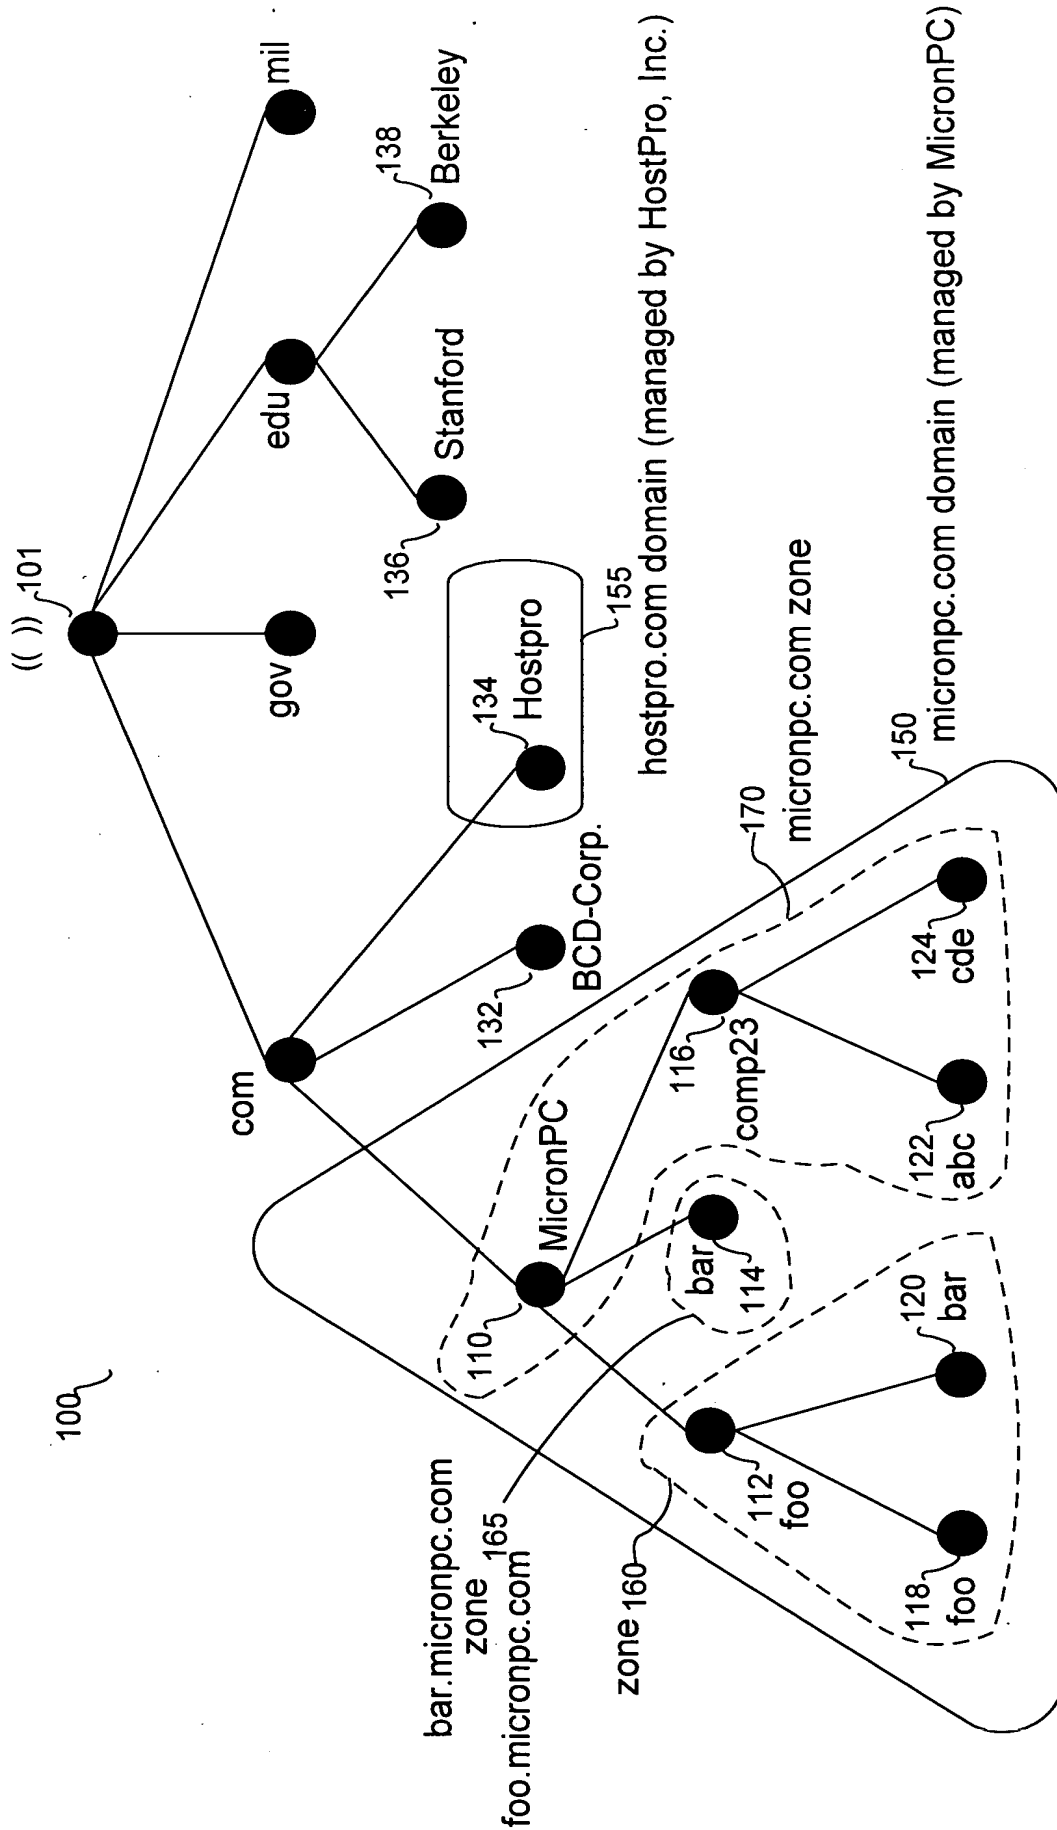 100
(( )) 101
com
gov
edu
mil
132
BCD-Corp.
134
Hostpro
155
hostpro.com domain (managed by HostPro, Inc.)
136
Stanford
138
Berkeley
bar.micronpc.com
zone
165
foo.micronpc.com
zone 160
110
MicronPC
170
micronpc.com zone
150
micronpc.com domain (managed by MicronPC)
112
foo
bar
114
116
comp23
118
foo
120
bar
122
abc
124
cde